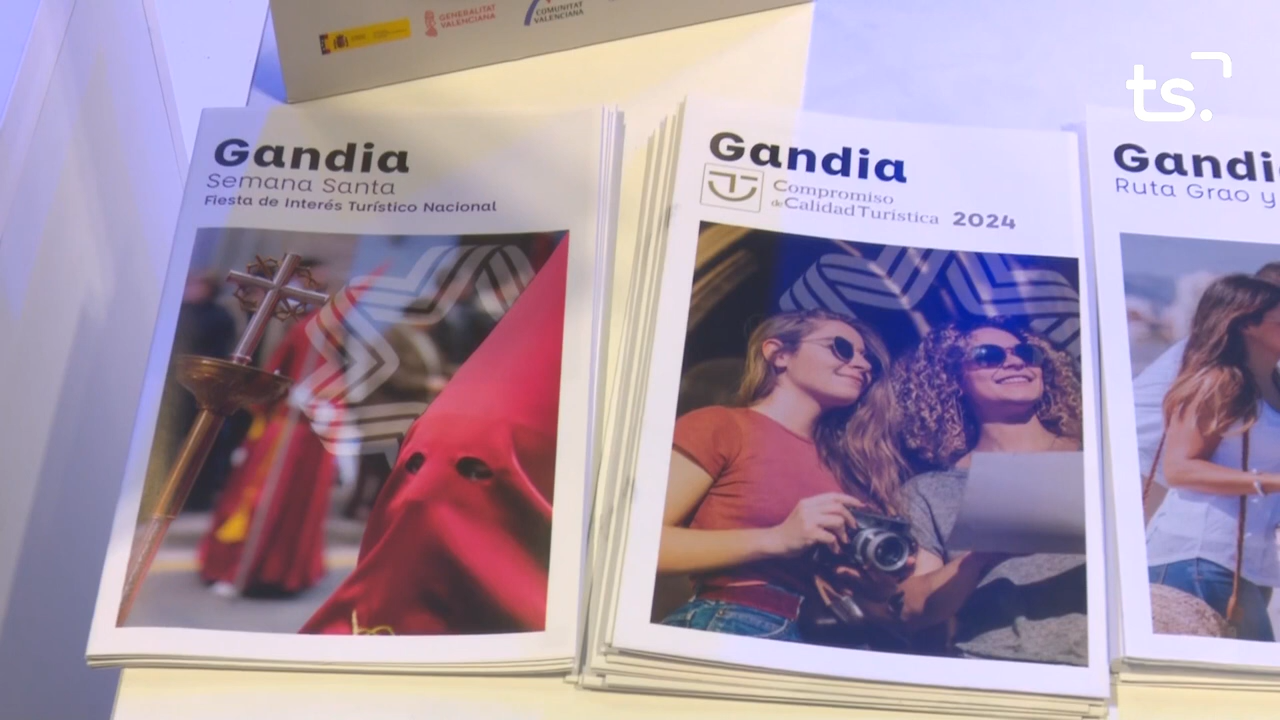 GENERALITAT
VALENCIANA
COMUNITAT
VALENCIANA
ts.
Gandia
Semana Santa
Fiesta de Interés Turístico Nacional
Gandia
Compromiso
de Calidad Turística 2024
Gandi
Ruta Grao y